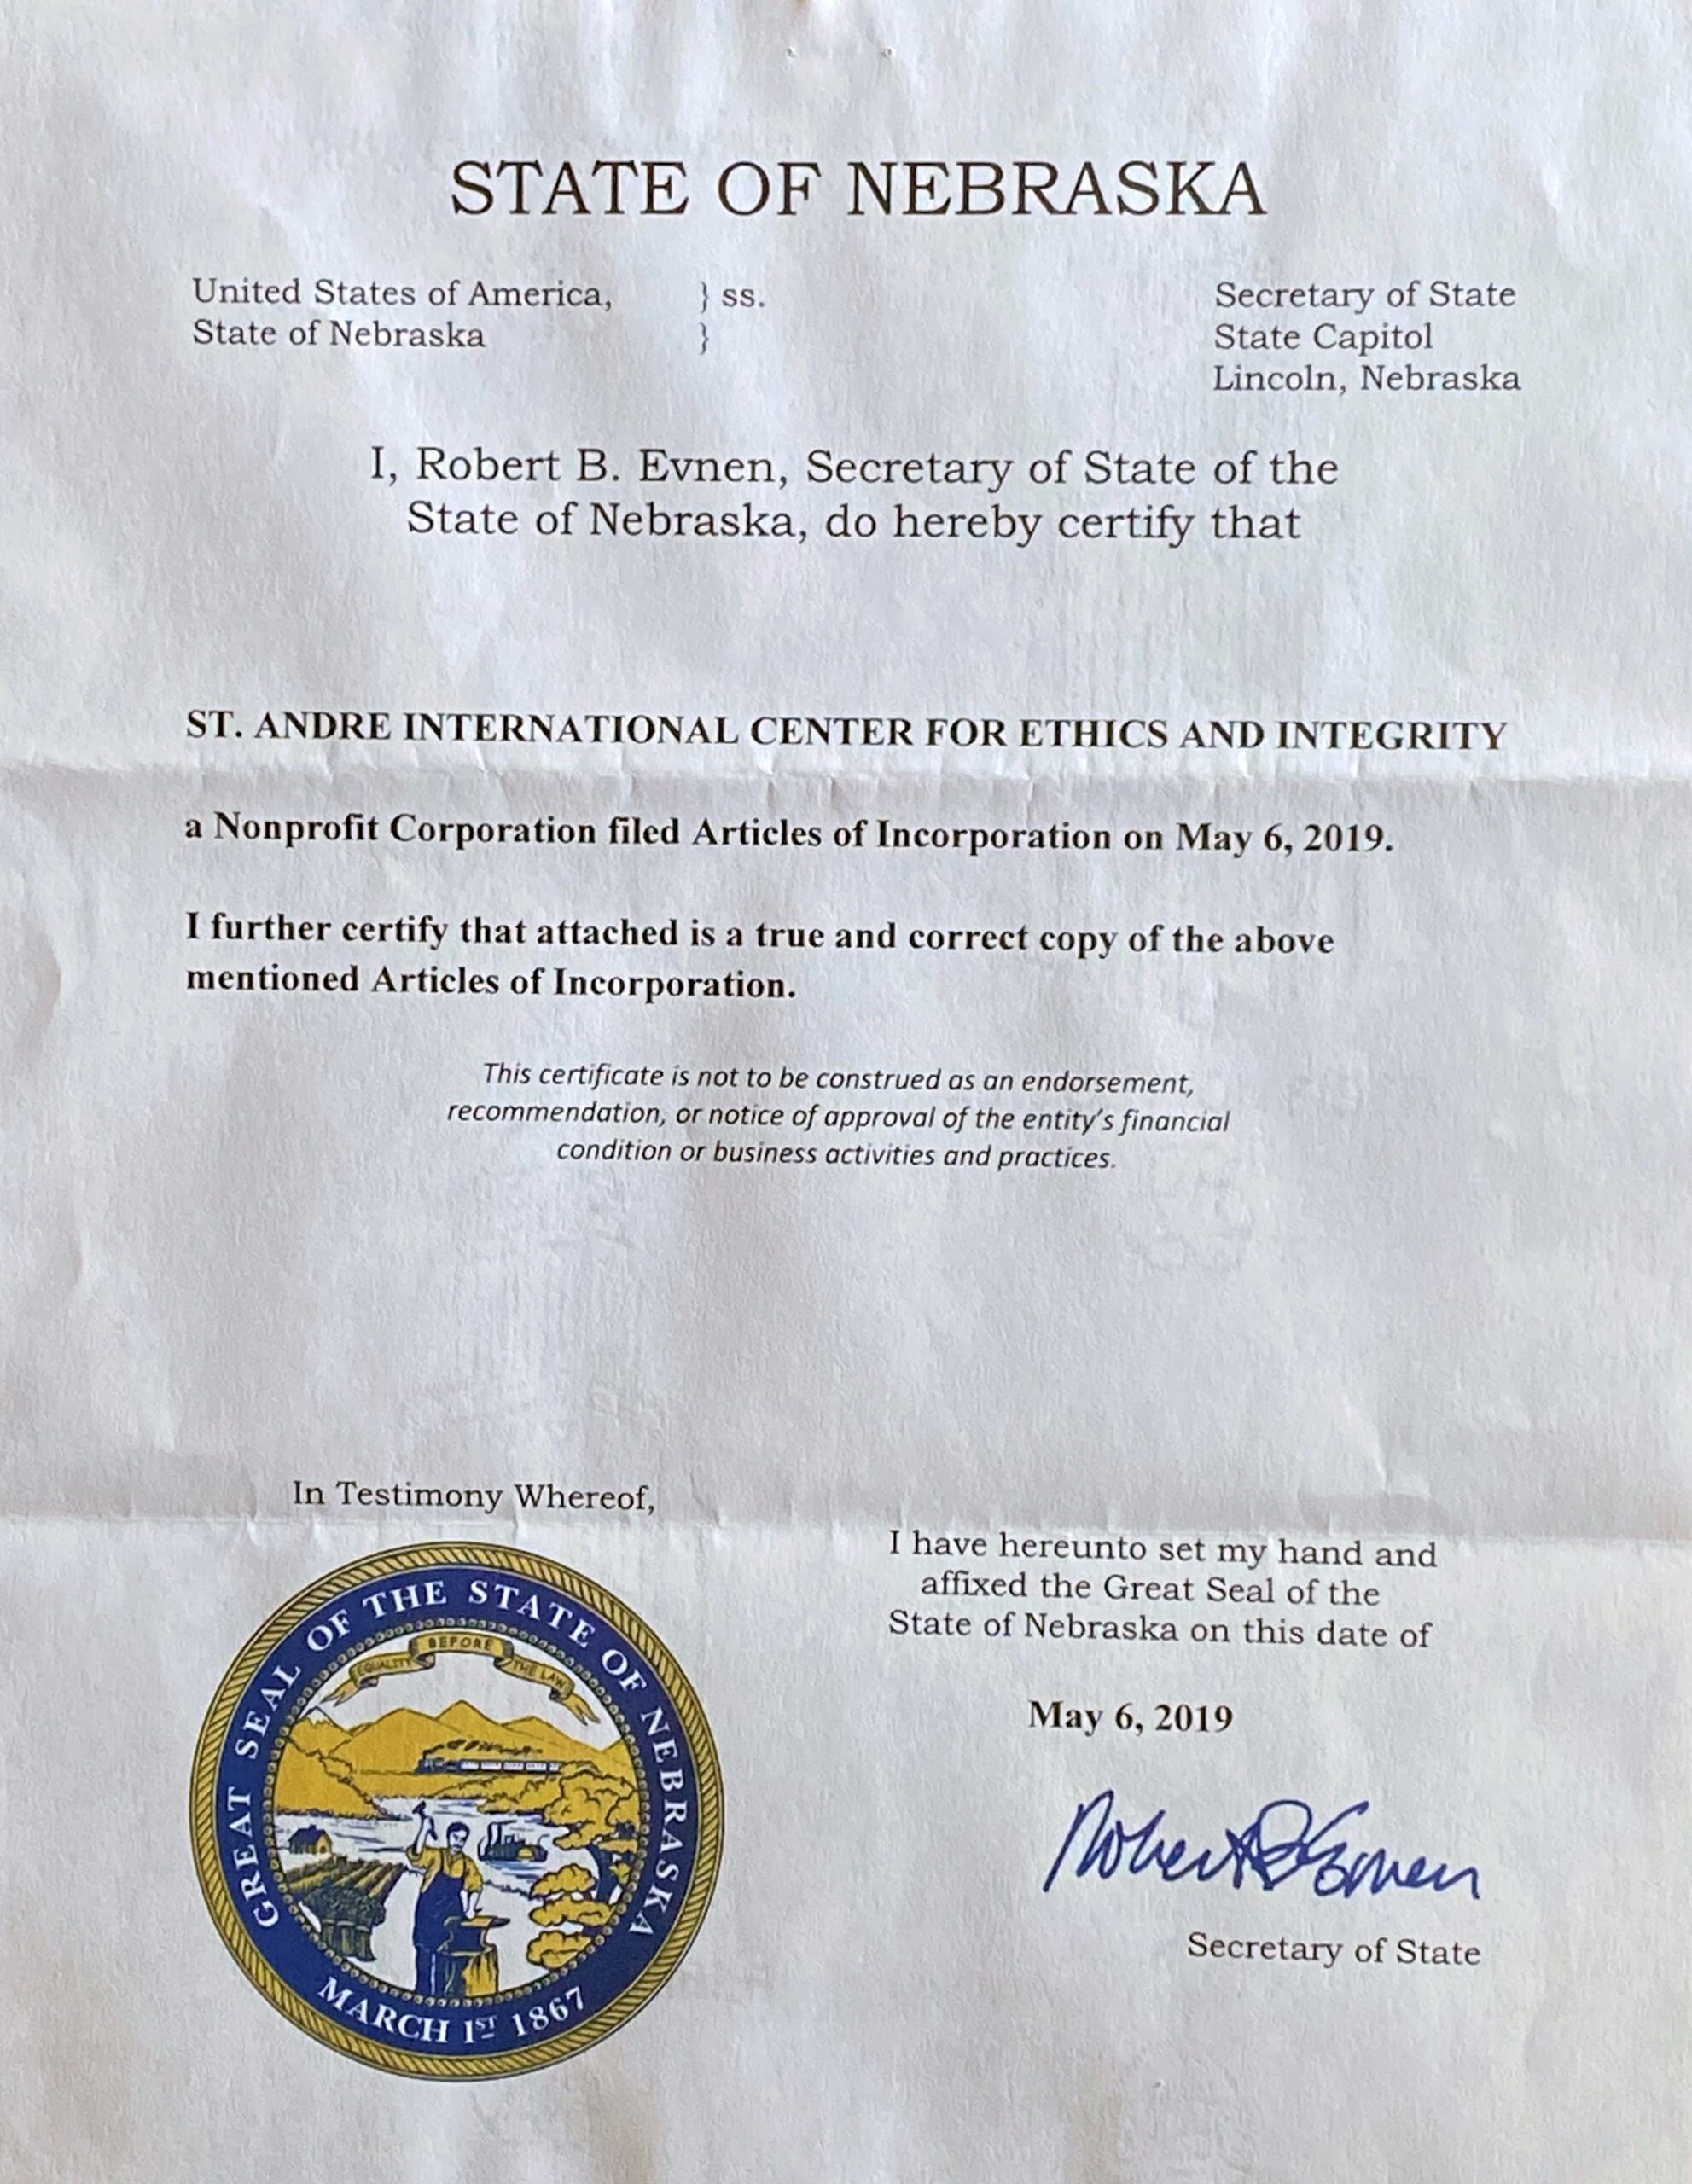 STATE OF NEBRASKA
United States of America, } ss.
State of Nebraska }
Secretary of State
State Capitol
Lincoln, Nebraska
I, Robert B. Evnen, Secretary of State of the
State of Nebraska, do hereby certify that
ST. ANDRE INTERNATIONAL CENTER FOR ETHICS AND INTEGRITY
a Nonprofit Corporation filed Articles of Incorporation on May 6, 2019.
I further certify that attached is a true and correct copy of the above
mentioned Articles of Incorporation.
This certificate is not to be construed as an endorsement,
recommendation, or notice of approval of the entity's financial
condition or business activities and practices.
In Testimony Whereof,
GREAT SEAL OF THE STATE OF NEBRASKA
EQUALITY BEFORE THE LAW
MARCH 1ST 1867
I have hereunto set my hand and
affixed the Great Seal of the
State of Nebraska on this date of
May 6, 2019
Robert B Evnen
Secretary of State